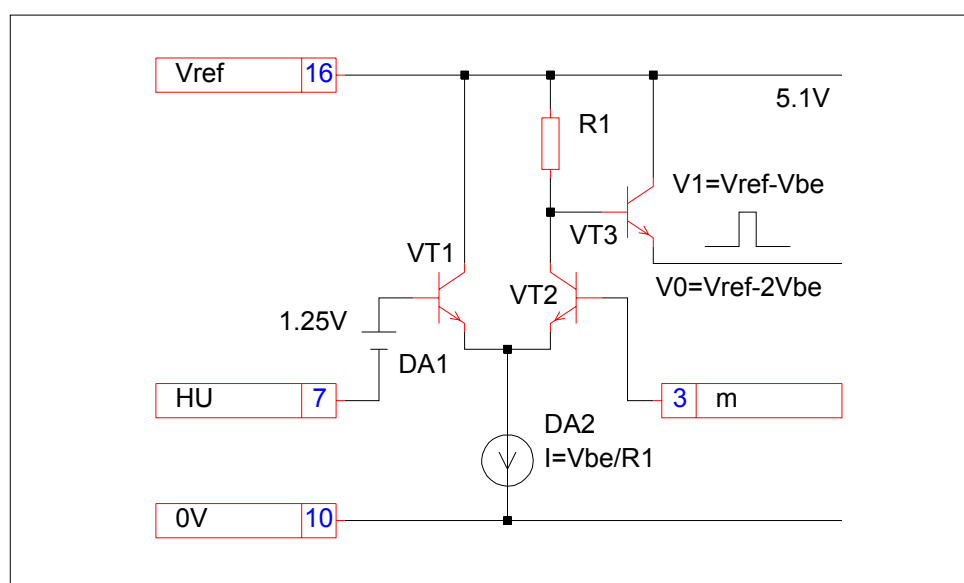 Vref 16
5.1V
R1
V1=Vref-Vbe
VT3
VT1
VT2
V0=Vref-2Vbe
1.25V
DA1
HU 7
3 m
DA2
I=Vbe/R1
0V 10